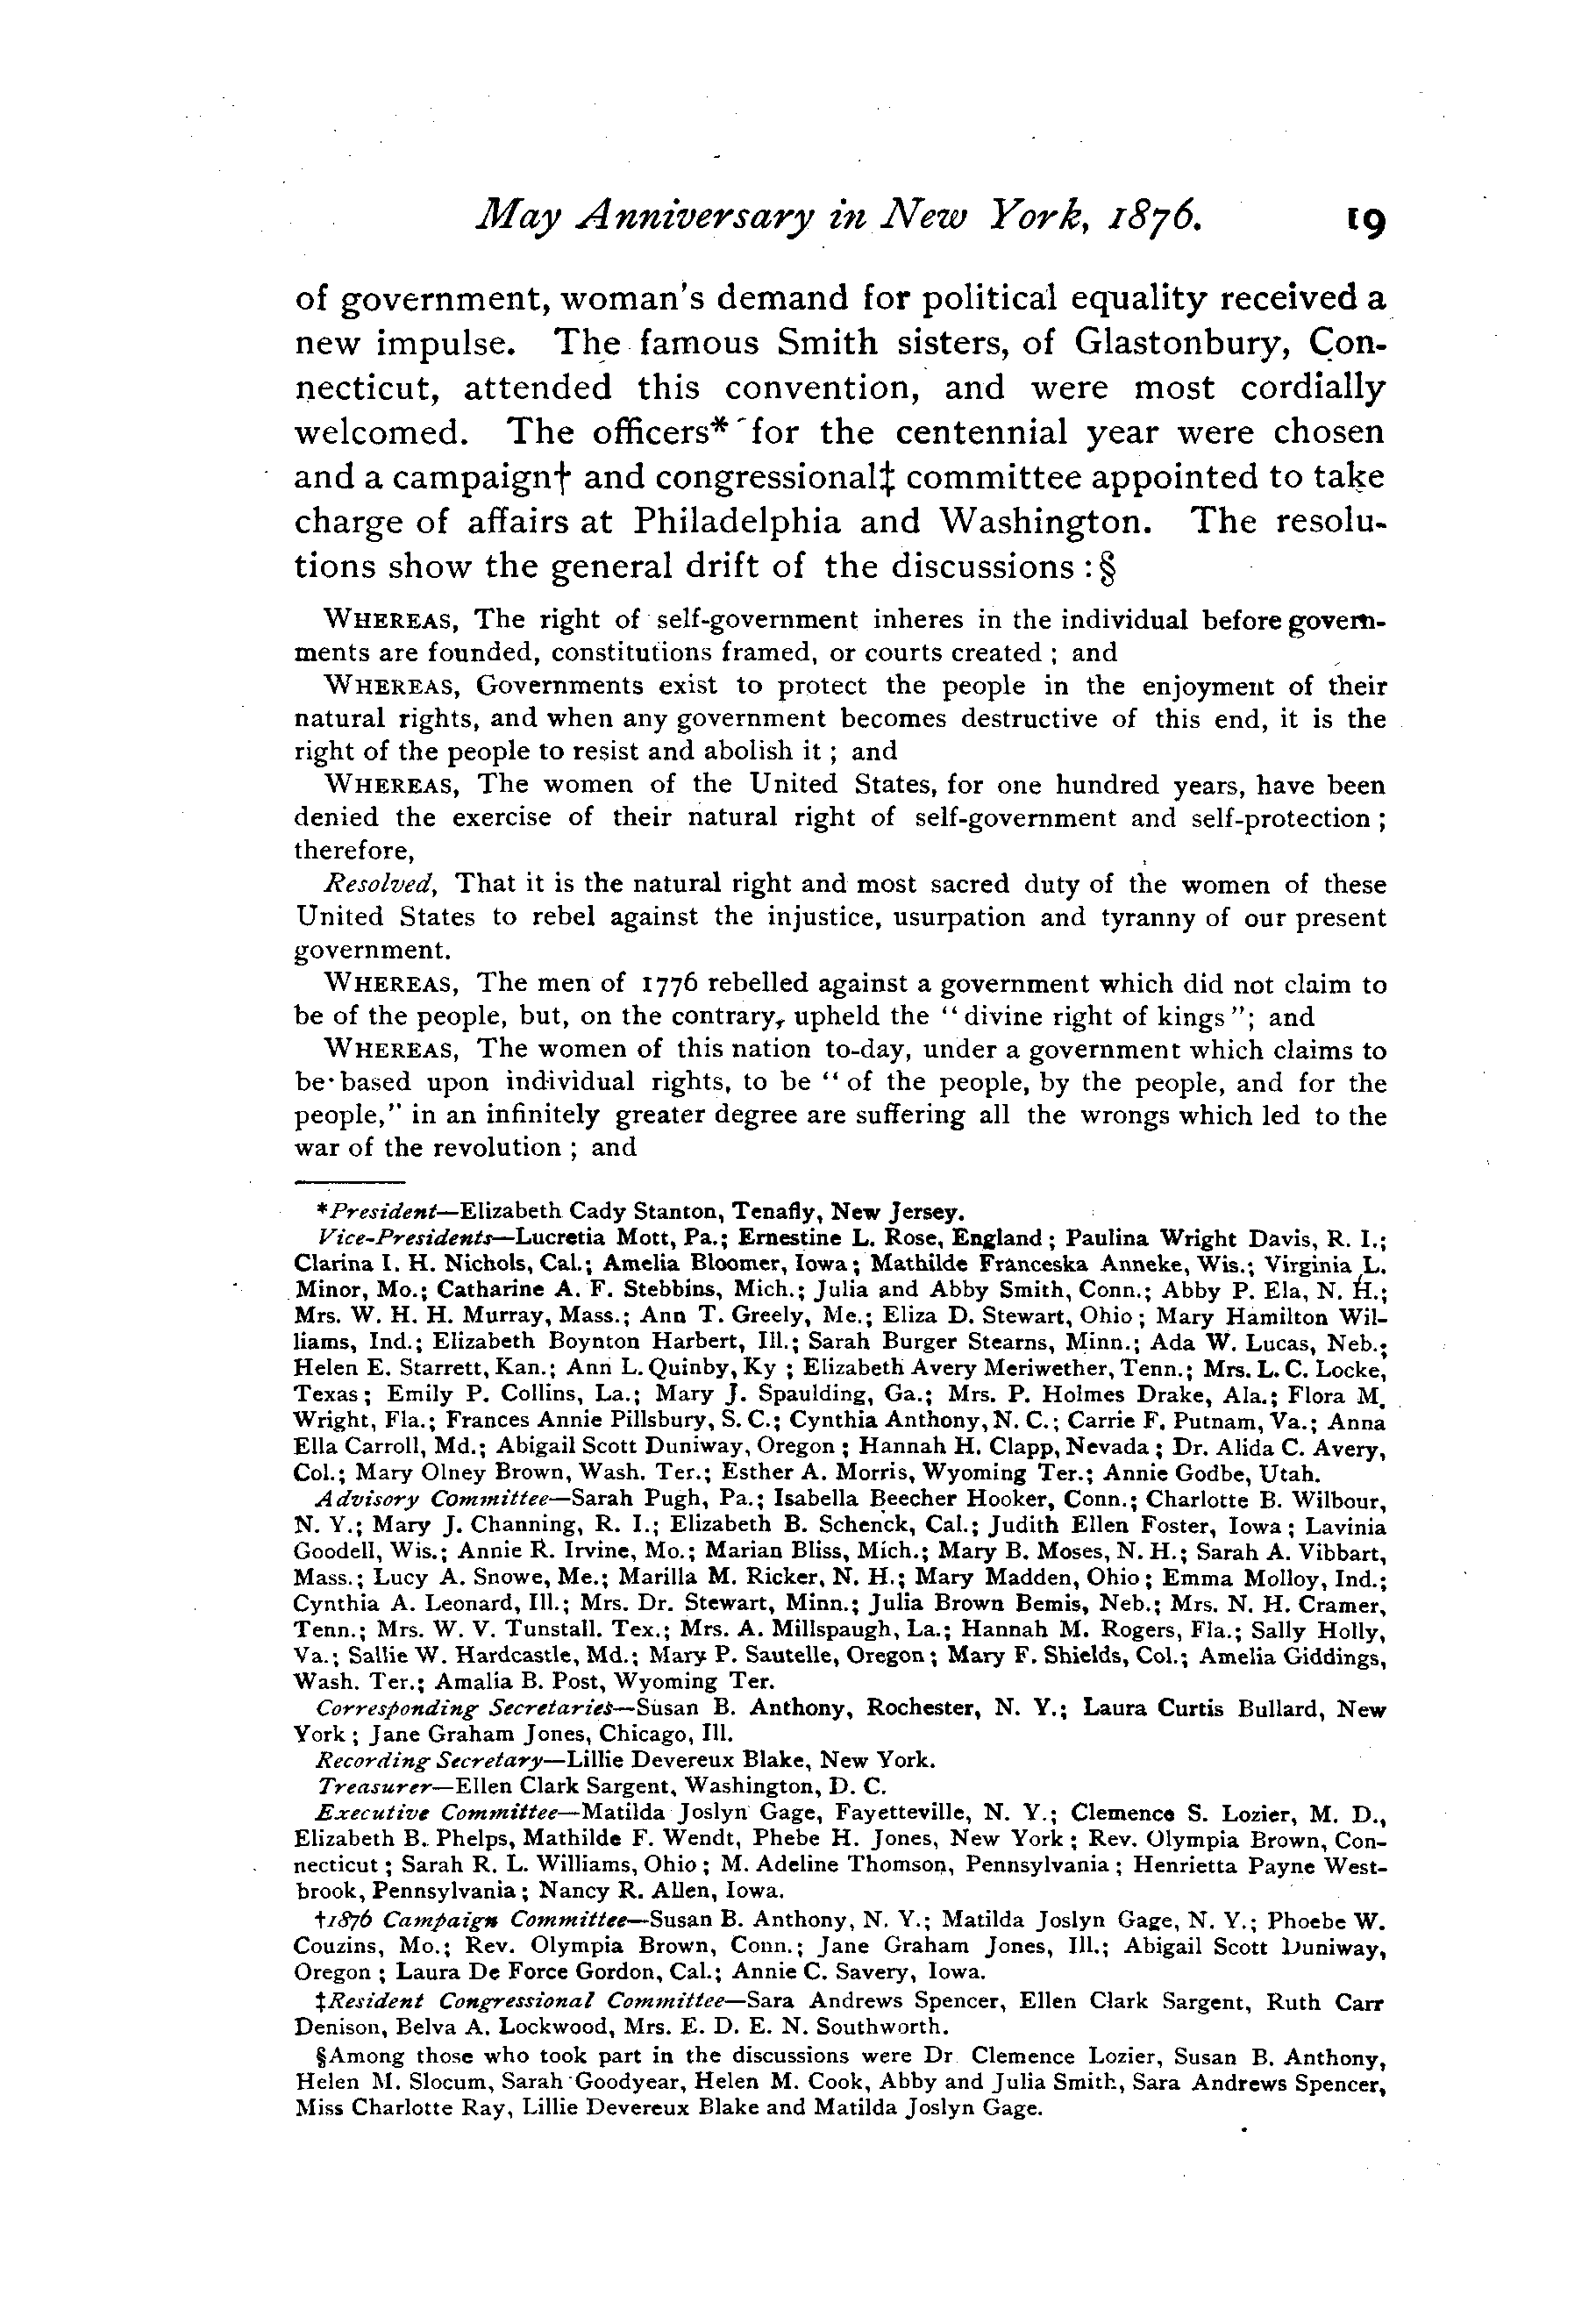 May Anniversary in New York, 1876. 19
of government, woman's demand for political equality received a
new impulse. The famous Smith sisters, of Glastonbury, Con-
necticut, attended this convention, and were most cordially
welcomed. The officers* for the centennial year were chosen
and a campaign† and congressional‡ committee appointed to take
charge of affairs at Philadelphia and Washington. The resolu-
tions show the general drift of the discussions :§
WHEREAS, The right of self-government inheres in the individual before govern-
ments are founded, constitutions framed, or courts created ; and
WHEREAS, Governments exist to protect the people in the enjoyment of their
natural rights, and when any government becomes destructive of this end, it is the
right of the people to resist and abolish it ; and
WHEREAS, The women of the United States, for one hundred years, have been
denied the exercise of their natural right of self-government and self-protection ;
therefore,
Resolved, That it is the natural right and most sacred duty of the women of these
United States to rebel against the injustice, usurpation and tyranny of our present
government.
WHEREAS, The men of 1776 rebelled against a government which did not claim to
be of the people, but, on the contrary, upheld the "divine right of kings"; and
WHEREAS, The women of this nation to-day, under a government which claims to
be based upon individual rights, to be "of the people, by the people, and for the
people," in an infinitely greater degree are suffering all the wrongs which led to the
war of the revolution ; and
*President—Elizabeth Cady Stanton, Tenafly, New Jersey.
Vice-Presidents—Lucretia Mott, Pa.; Ernestine L. Rose, England; Paulina Wright Davis, R. I.;
Clarina I. H. Nichols, Cal.; Amelia Bloomer, Iowa; Mathilde Franceska Anneke, Wis.; Virginia L.
Minor, Mo.; Catharine A. F. Stebbins, Mich.; Julia and Abby Smith, Conn.; Abby P. Ela, N. H.;
Mrs. W. H. H. Murray, Mass.; Ann T. Greely, Me.; Eliza D. Stewart, Ohio; Mary Hamilton Wil-
liams, Ind.; Elizabeth Boynton Harbert, Ill.; Sarah Burger Stearns, Minn.; Ada W. Lucas, Neb.;
Helen E. Starrett, Kan.; Ann L. Quinby, Ky ; Elizabeth Avery Meriwether, Tenn.; Mrs. L. C. Locke,
Texas; Emily P. Collins, La.; Mary J. Spaulding, Ga.; Mrs. P. Holmes Drake, Ala.; Flora M.
Wright, Fla.; Frances Annie Pillsbury, S. C.; Cynthia Anthony, N. C.; Carrie F. Putnam, Va.; Anna
Ella Carroll, Md.; Abigail Scott Duniway, Oregon ; Hannah H. Clapp, Nevada ; Dr. Alida C. Avery,
Col.; Mary Olney Brown, Wash. Ter.; Esther A. Morris, Wyoming Ter.; Annie Godbe, Utah.
Advisory Committee—Sarah Pugh, Pa.; Isabella Beecher Hooker, Conn.; Charlotte B. Wilbour,
N. Y.; Mary J. Channing, R. I.; Elizabeth B. Schenck, Cal.; Judith Ellen Foster, Iowa; Lavinia
Goodell, Wis.; Annie R. Irvine, Mo.; Marian Bliss, Mich.; Mary B. Moses, N. H.; Sarah A. Vibbart,
Mass.; Lucy A. Snowe, Me.; Marilla M. Ricker, N. H.; Mary Madden, Ohio; Emma Molloy, Ind.;
Cynthia A. Leonard, Ill.; Mrs. Dr. Stewart, Minn.; Julia Brown Bemis, Neb.; Mrs. N. H. Cramer,
Tenn.; Mrs. W. V. Tunstall. Tex.; Mrs. A. Millspaugh, La.; Hannah M. Rogers, Fla.; Sally Holly,
Va.; Sallie W. Hardcastle, Md.; Mary P. Sautelle, Oregon; Mary F. Shields, Col.; Amelia Giddings,
Wash. Ter.; Amalia B. Post, Wyoming Ter.
Corresponding Secretaries—Susan B. Anthony, Rochester, N. Y.; Laura Curtis Bullard, New
York ; Jane Graham Jones, Chicago, Ill.
Recording Secretary—Lillie Devereux Blake, New York.
Treasurer—Ellen Clark Sargent, Washington, D. C.
Executive Committee—Matilda Joslyn Gage, Fayetteville, N. Y.; Clemence S. Lozier, M. D.,
Elizabeth B. Phelps, Mathilde F. Wendt, Phebe H. Jones, New York; Rev. Olympia Brown, Con-
necticut ; Sarah R. L. Williams, Ohio ; M. Adeline Thomson, Pennsylvania ; Henrietta Payne West-
brook, Pennsylvania ; Nancy R. Allen, Iowa.
†1876 Campaign Committee—Susan B. Anthony, N. Y.; Matilda Joslyn Gage, N. Y.; Phoebe W.
Couzins, Mo.; Rev. Olympia Brown, Conn.; Jane Graham Jones, Ill.; Abigail Scott Duniway,
Oregon ; Laura De Force Gordon, Cal.; Annie C. Savery, Iowa.
‡Resident Congressional Committee—Sara Andrews Spencer, Ellen Clark Sargent, Ruth Carr
Denison, Belva A. Lockwood, Mrs. E. D. E. N. Southworth.
§Among those who took part in the discussions were Dr Clemence Lozier, Susan B. Anthony,
Helen M. Slocum, Sarah Goodyear, Helen M. Cook, Abby and Julia Smith, Sara Andrews Spencer,
Miss Charlotte Ray, Lillie Devereux Blake and Matilda Joslyn Gage.